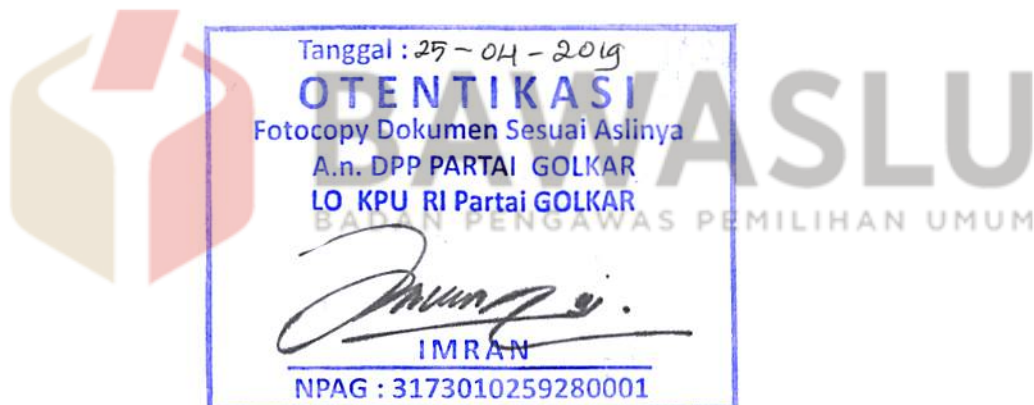 Tanggal : 25 - 04 - 2019
OTENTIKASI
Fotocopy Dokumen Sesuai Aslinya
A.n. DPP PARTAI GOLKAR
LO KPU RI Partai GOLKAR
IMRAN
NPAG : 3173010259280001
BAWASLU
BADAN PENGAWAS PEMILIHAN UMUM